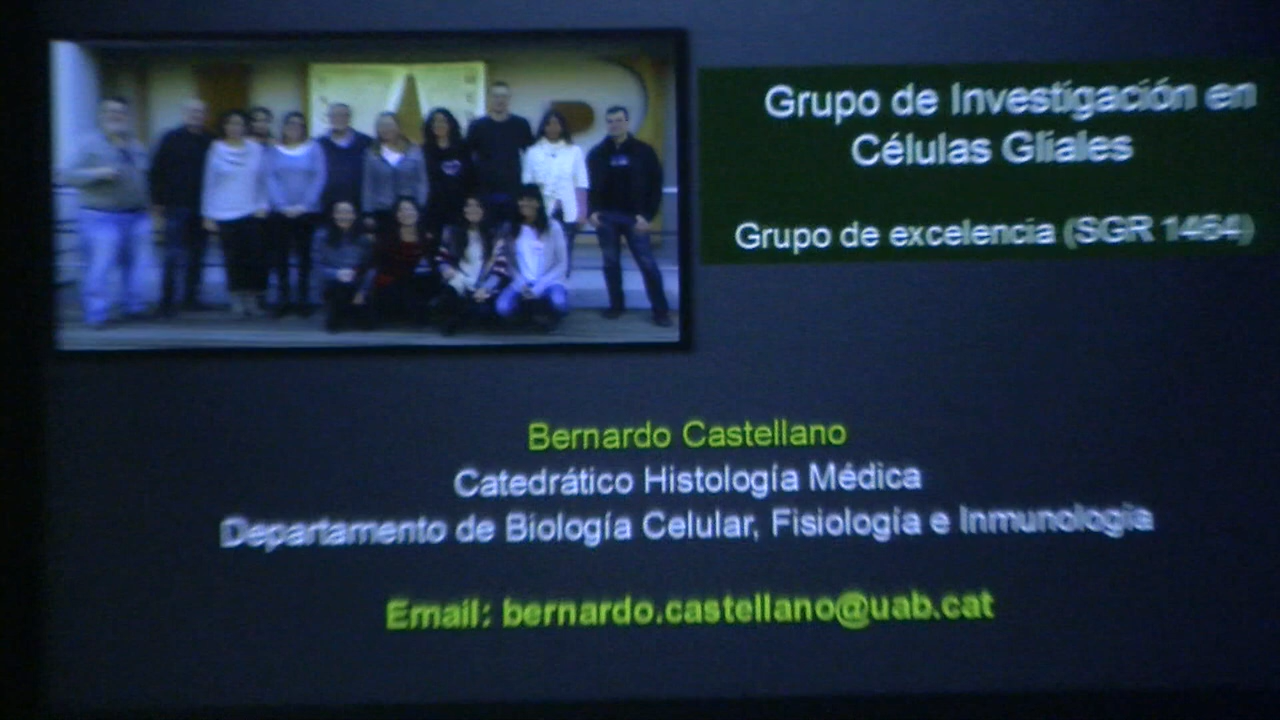 Grupo de Investigación en
Células Gliales
Grupo de excelencia (SGR 1464)
Bernardo Castellano
Catedrático Histología Médica
Departamento de Biología Celular, Fisiología e Inmunología
Email: bernardo.castellano@uab.cat